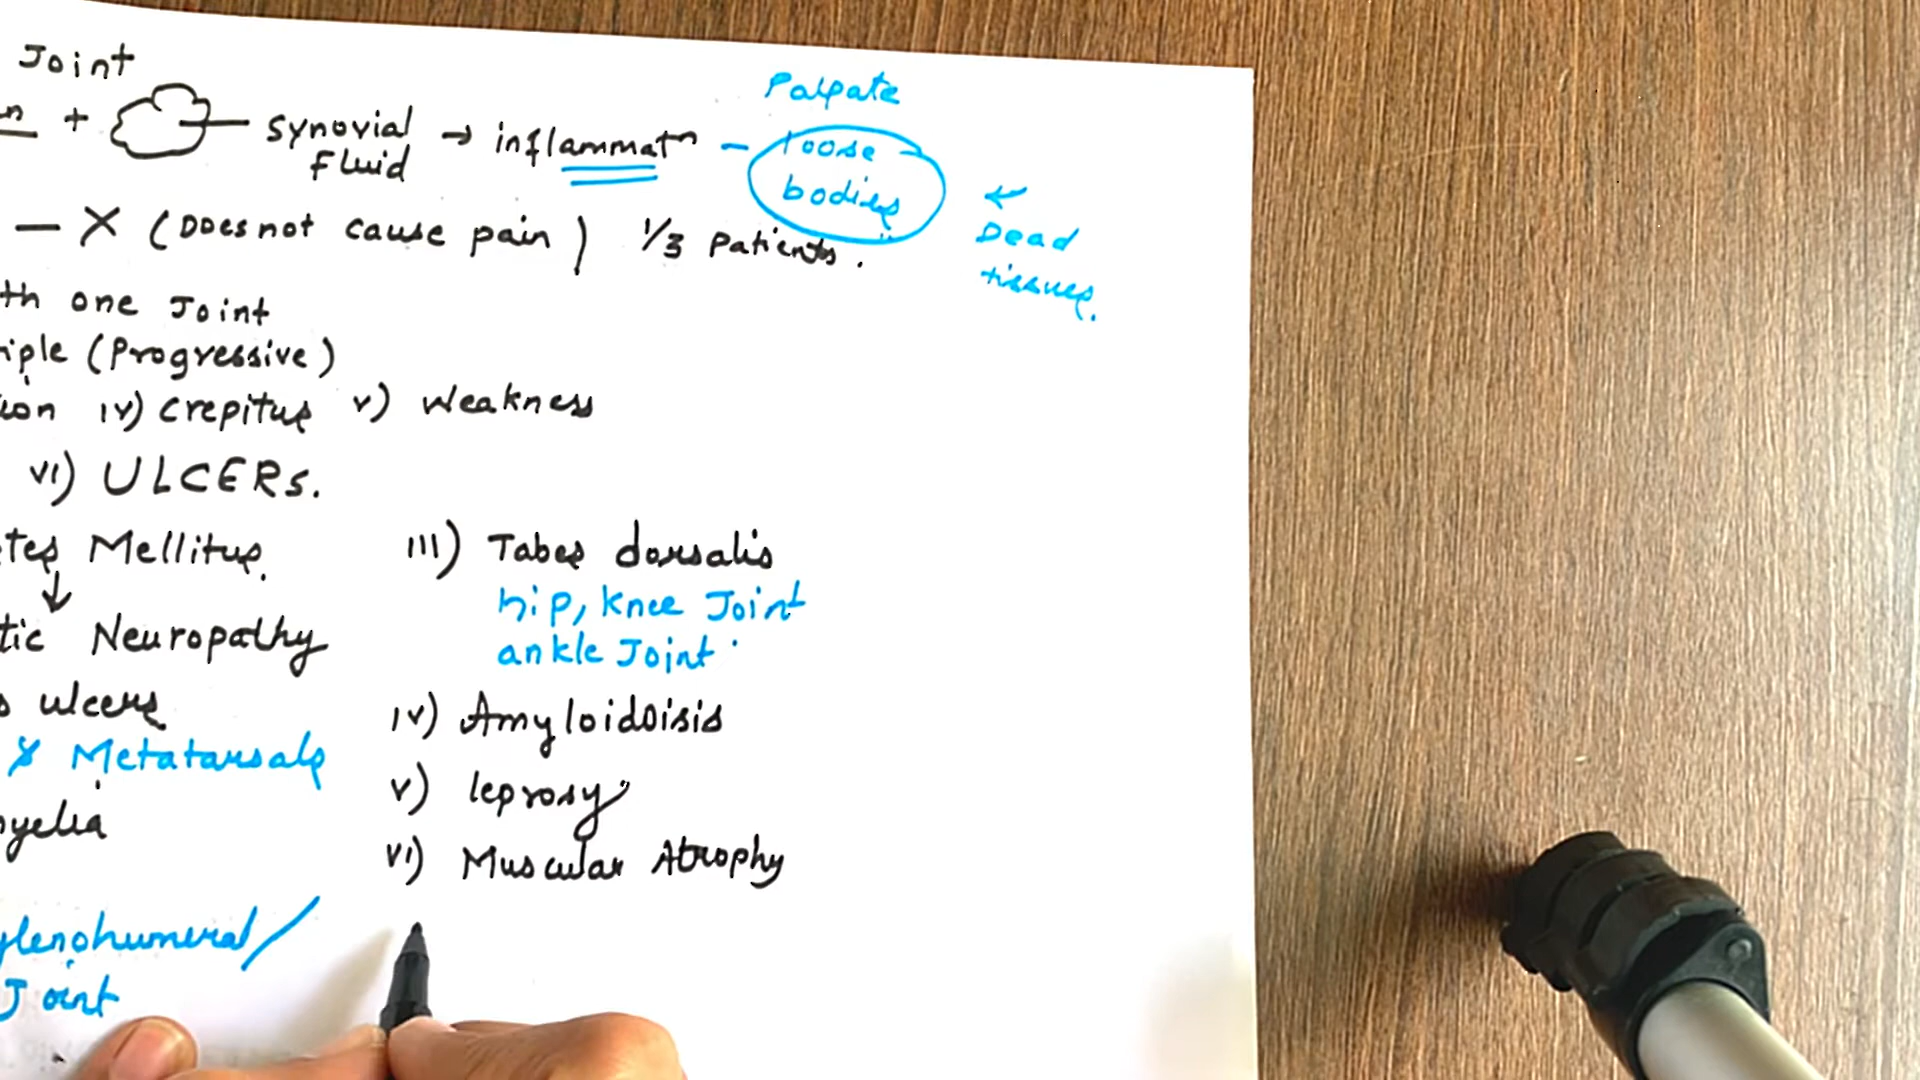 Joint
n + synovial → inflammatn – loose
fluid
Palpate
bodies
← Dead
tissues.
— X (Does not cause pain) 1/3 patients.
th one Joint
iple (Progressive)
ion iv) crepitus v) weakness
vi) ULCERs.
tes Mellitus.
↓
tic Neuropathy
ulcers
& Metatarsals
yelia
glenohumeral/
Joint
iii) Tabes dorsalis
hip, knee Joint
ankle Joint
iv) Amyloidoisis
v) leprosy
vi) Muscular Atrophy